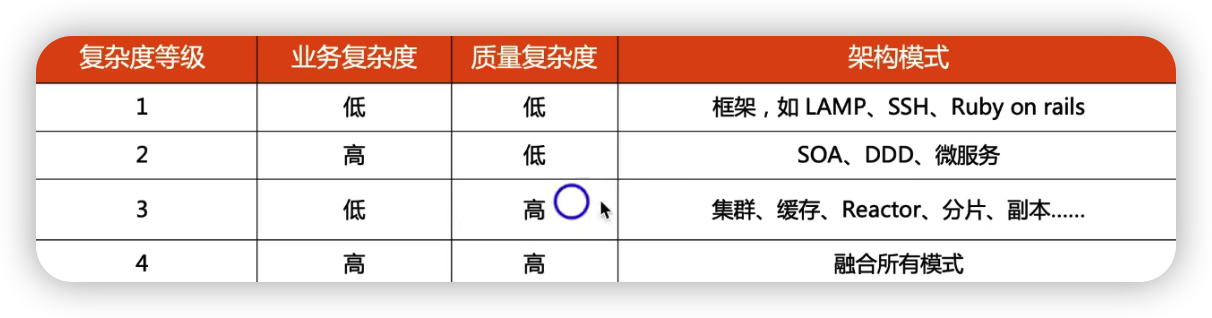 复杂度等级 业务复杂度 质量复杂度 架构模式
1 低 低 框架，如 LAMP、SSH、Ruby on rails
2 高 低 SOA、DDD、微服务
3 低 高 集群、缓存、Reactor、分片、副本......
4 高 高 融合所有模式